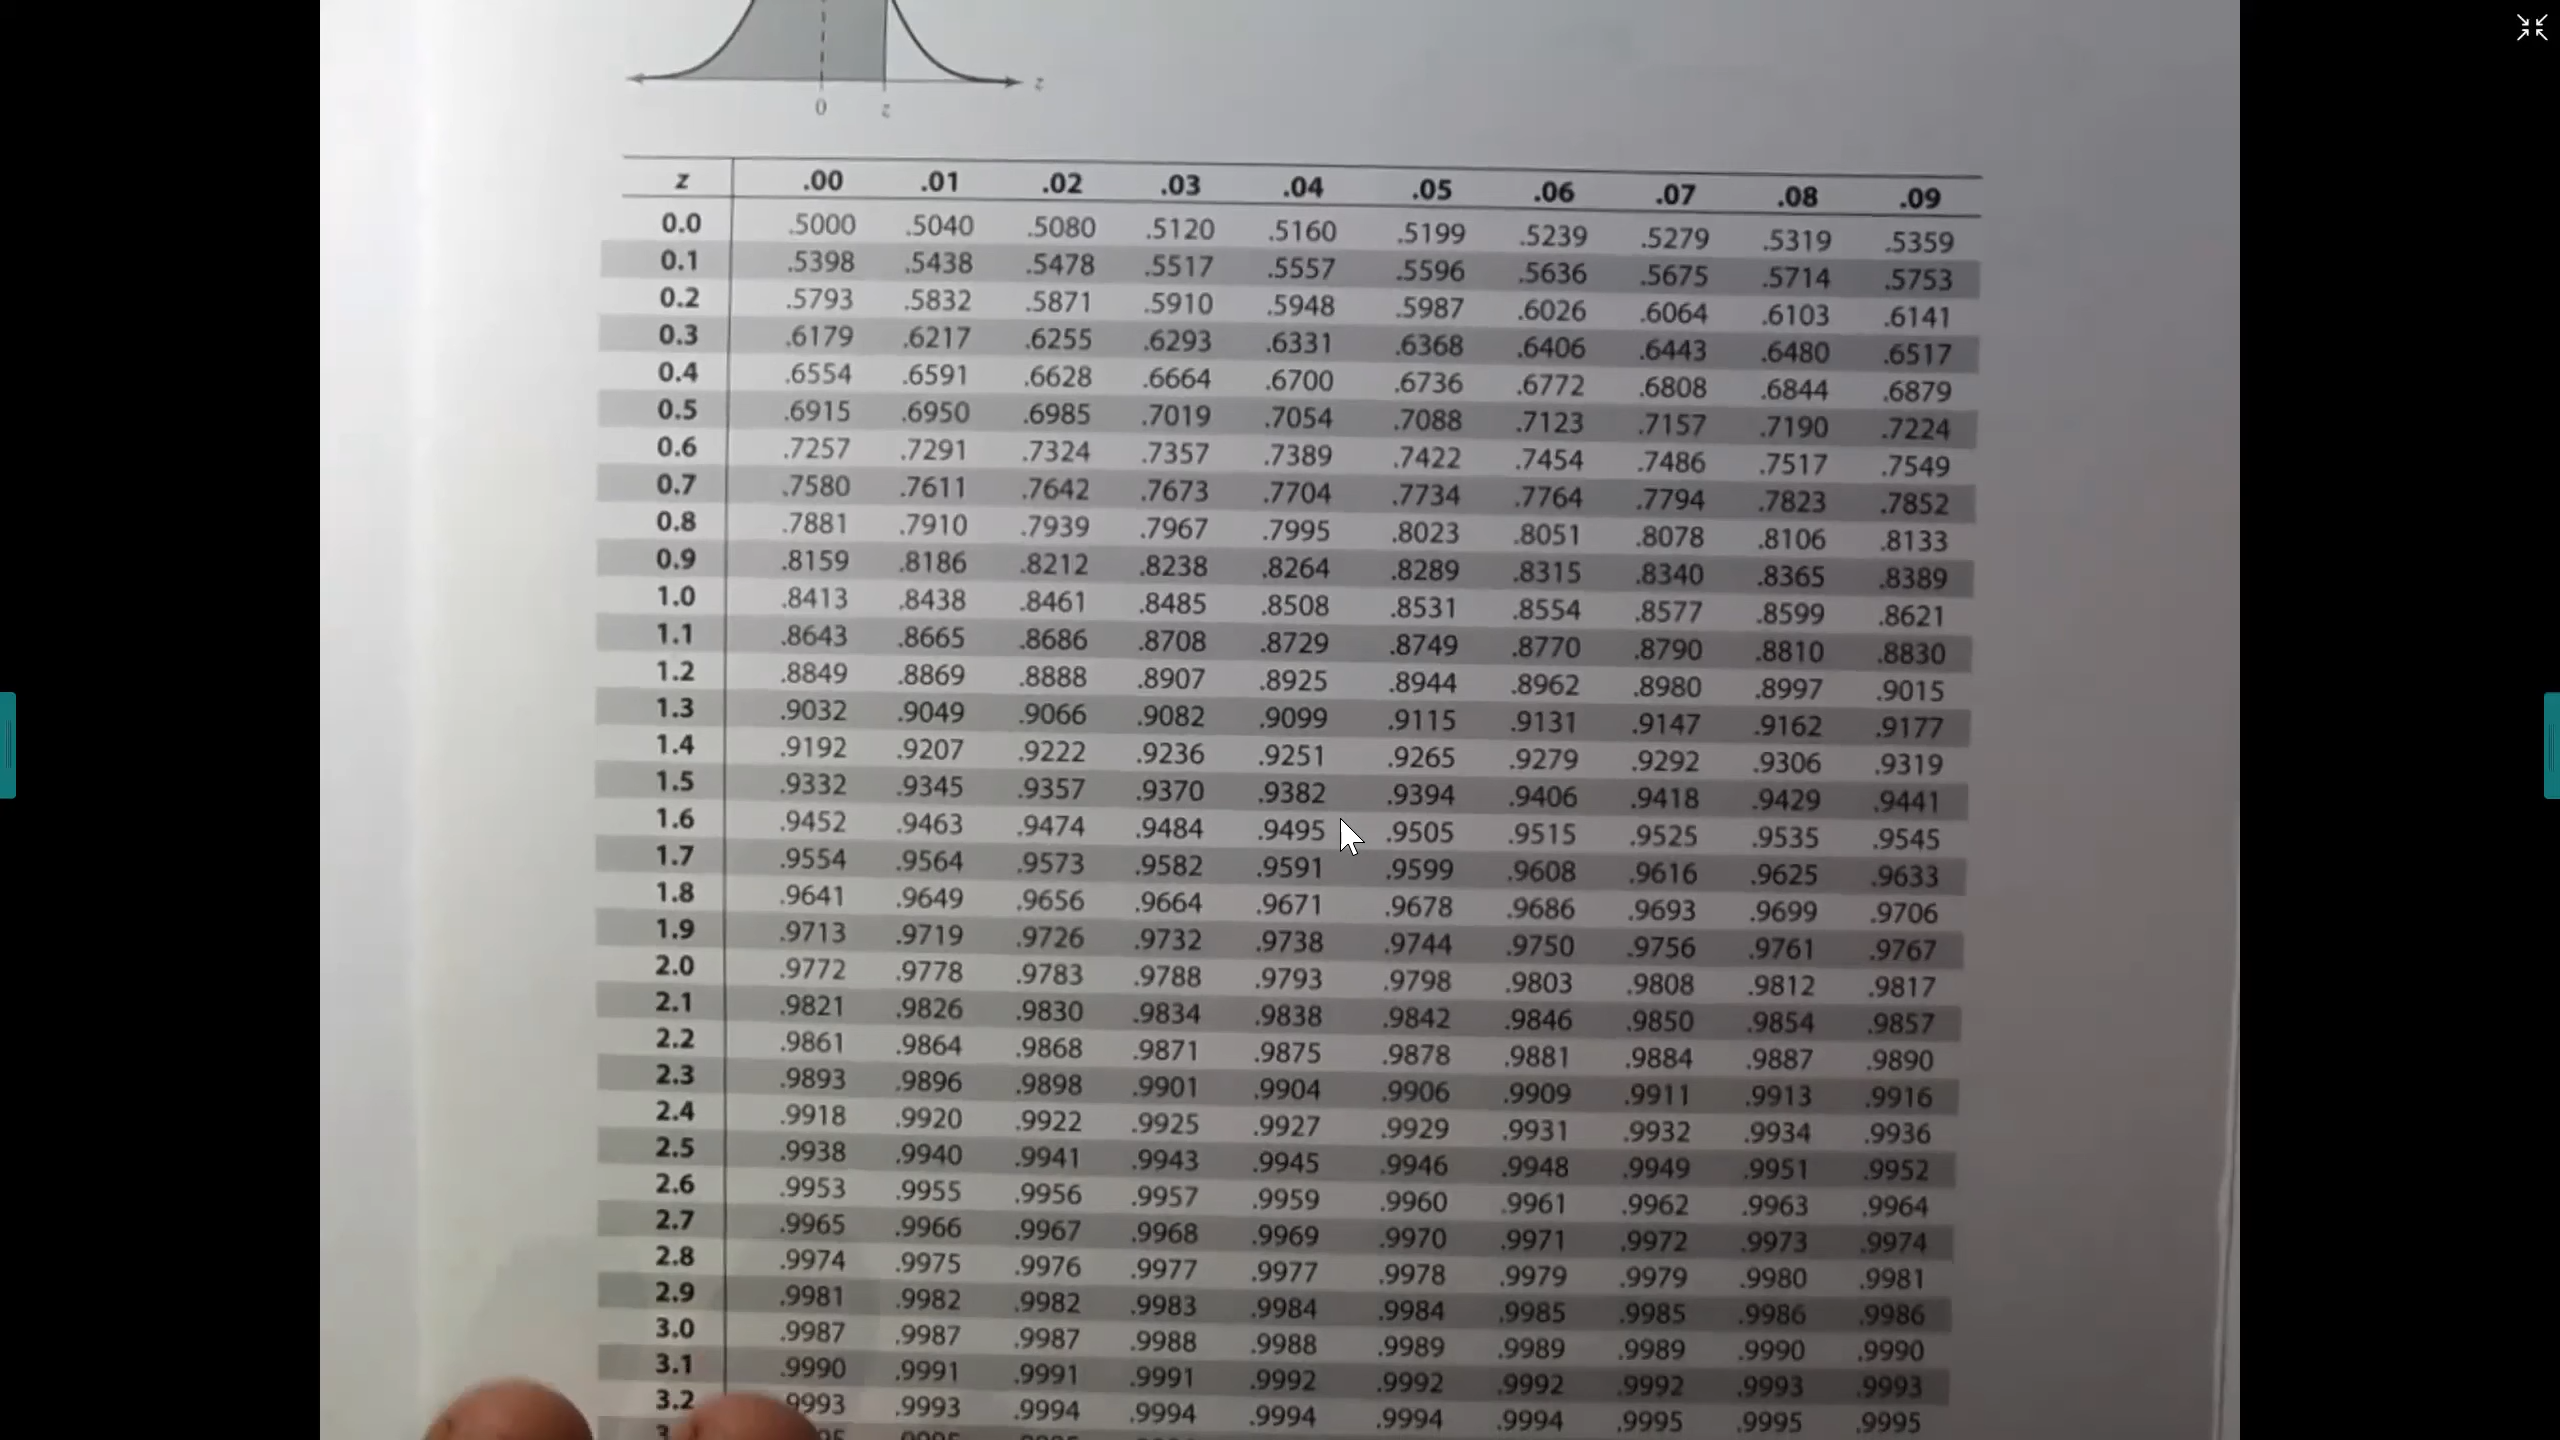 z
0 z
z .00 .01 .02 .03 .04 .05 .06 .07 .08 .09
0.0 .5000 .5040 .5080 .5120 .5160 .5199 .5239 .5279 .5319 .5359
0.1 .5398 .5438 .5478 .5517 .5557 .5596 .5636 .5675 .5714 .5753
0.2 .5793 .5832 .5871 .5910 .5948 .5987 .6026 .6064 .6103 .6141
0.3 .6179 .6217 .6255 .6293 .6331 .6368 .6406 .6443 .6480 .6517
0.4 .6554 .6591 .6628 .6664 .6700 .6736 .6772 .6808 .6844 .6879
0.5 .6915 .6950 .6985 .7019 .7054 .7088 .7123 .7157 .7190 .7224
0.6 .7257 .7291 .7324 .7357 .7389 .7422 .7454 .7486 .7517 .7549
0.7 .7580 .7611 .7642 .7673 .7704 .7734 .7764 .7794 .7823 .7852
0.8 .7881 .7910 .7939 .7967 .7995 .8023 .8051 .8078 .8106 .8133
0.9 .8159 .8186 .8212 .8238 .8264 .8289 .8315 .8340 .8365 .8389
1.0 .8413 .8438 .8461 .8485 .8508 .8531 .8554 .8577 .8599 .8621
1.1 .8643 .8665 .8686 .8708 .8729 .8749 .8770 .8790 .8810 .8830
1.2 .8849 .8869 .8888 .8907 .8925 .8944 .8962 .8980 .8997 .9015
1.3 .9032 .9049 .9066 .9082 .9099 .9115 .9131 .9147 .9162 .9177
1.4 .9192 .9207 .9222 .9236 .9251 .9265 .9279 .9292 .9306 .9319
1.5 .9332 .9345 .9357 .9370 .9382 .9394 .9406 .9418 .9429 .9441
1.6 .9452 .9463 .9474 .9484 .9495 .9505 .9515 .9525 .9535 .9545
1.7 .9554 .9564 .9573 .9582 .9591 .9599 .9608 .9616 .9625 .9633
1.8 .9641 .9649 .9656 .9664 .9671 .9678 .9686 .9693 .9699 .9706
1.9 .9713 .9719 .9726 .9732 .9738 .9744 .9750 .9756 .9761 .9767
2.0 .9772 .9778 .9783 .9788 .9793 .9798 .9803 .9808 .9812 .9817
2.1 .9821 .9826 .9830 .9834 .9838 .9842 .9846 .9850 .9854 .9857
2.2 .9861 .9864 .9868 .9871 .9875 .9878 .9881 .9884 .9887 .9890
2.3 .9893 .9896 .9898 .9901 .9904 .9906 .9909 .9911 .9913 .9916
2.4 .9918 .9920 .9922 .9925 .9927 .9929 .9931 .9932 .9934 .9936
2.5 .9938 .9940 .9941 .9943 .9945 .9946 .9948 .9949 .9951 .9952
2.6 .9953 .9955 .9956 .9957 .9959 .9960 .9961 .9962 .9963 .9964
2.7 .9965 .9966 .9967 .9968 .9969 .9970 .9971 .9972 .9973 .9974
2.8 .9974 .9975 .9976 .9977 .9977 .9978 .9979 .9979 .9980 .9981
2.9 .9981 .9982 .9982 .9983 .9984 .9984 .9985 .9985 .9986 .9986
3.0 .9987 .9987 .9987 .9988 .9988 .9989 .9989 .9989 .9990 .9990
3.1 .9990 .9991 .9991 .9991 .9992 .9992 .9992 .9992 .9993 .9993
3.2 .9993 .9993 .9994 .9994 .9994 .9994 .9994 .9995 .9995 .9995